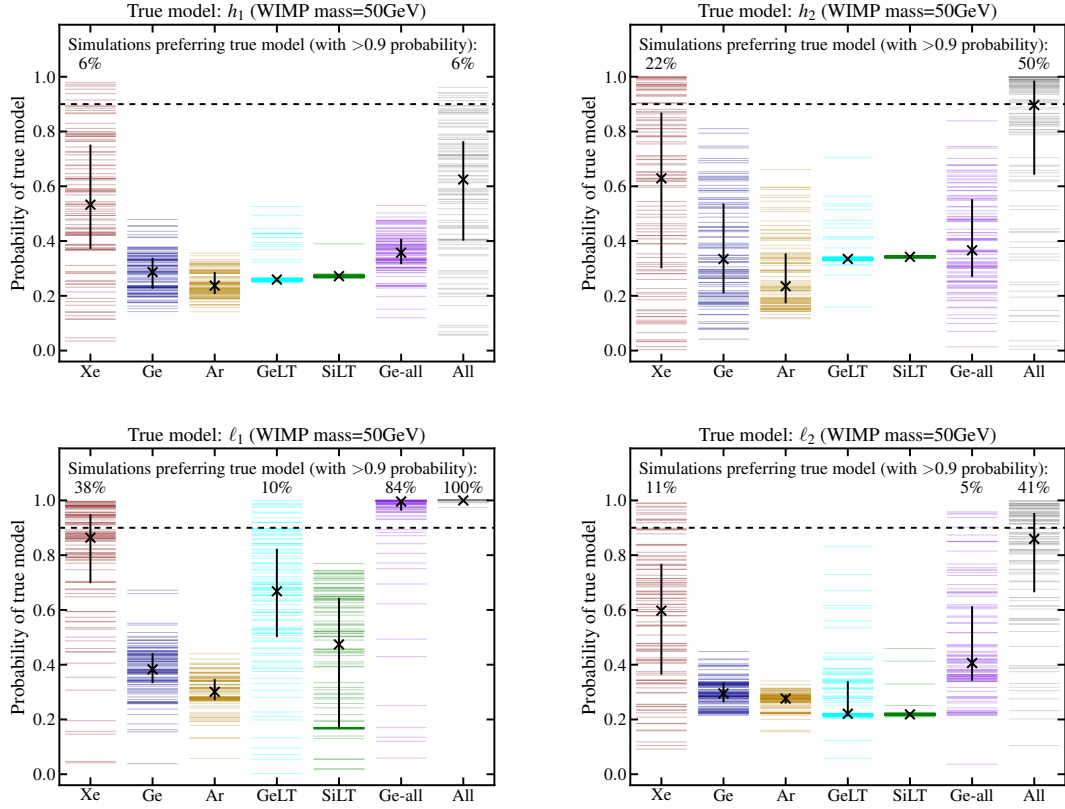 True model: h₁ (WIMP mass=50GeV)
Simulations preferring true model (with >0.9 probability):
6% 6%
Probability of true model
1.0
0.8
0.6
0.4
0.2
0.0
Xe Ge Ar GeLT SiLT Ge-all All
True model: h₂ (WIMP mass=50GeV)
Simulations preferring true model (with >0.9 probability):
22% 50%
Probability of true model
1.0
0.8
0.6
0.4
0.2
0.0
Xe Ge Ar GeLT SiLT Ge-all All
True model: ℓ₁ (WIMP mass=50GeV)
Simulations preferring true model (with >0.9 probability):
38% 10% 84% 100%
Probability of true model
1.0
0.8
0.6
0.4
0.2
0.0
Xe Ge Ar GeLT SiLT Ge-all All
True model: ℓ₂ (WIMP mass=50GeV)
Simulations preferring true model (with >0.9 probability):
11% 5% 41%
Probability of true model
1.0
0.8
0.6
0.4
0.2
0.0
Xe Ge Ar GeLT SiLT Ge-all All